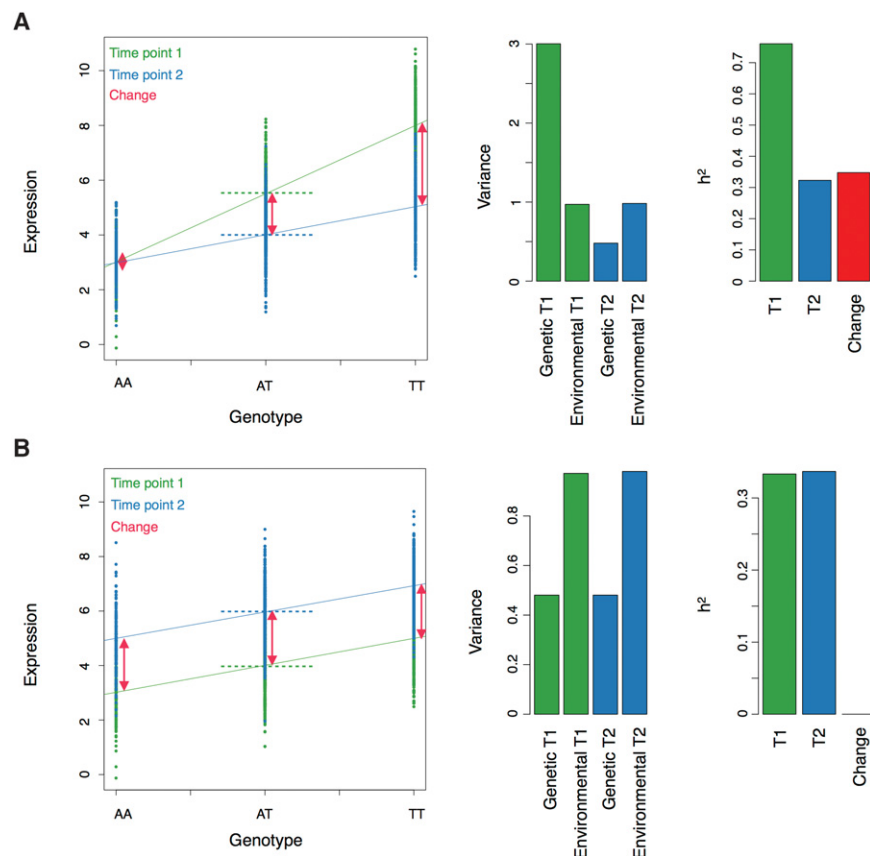 A
Time point 1
Time point 2
Change
Expression
0
2
4
6
8
10
AA
AT
TT
Genotype
Variance
0
1
2
3
Genetic T1
Environmental T1
Genetic T2
Environmental T2
h²
0
0.1
0.2
0.3
0.4
0.5
0.6
0.7
T1
T2
Change
B
Time point 1
Time point 2
Change
Expression
0
2
4
6
8
10
AA
AT
TT
Genotype
Variance
0
0.2
0.4
0.6
0.8
Genetic T1
Environmental T1
Genetic T2
Environmental T2
h²
0
0.1
0.2
0.3
T1
T2
Change